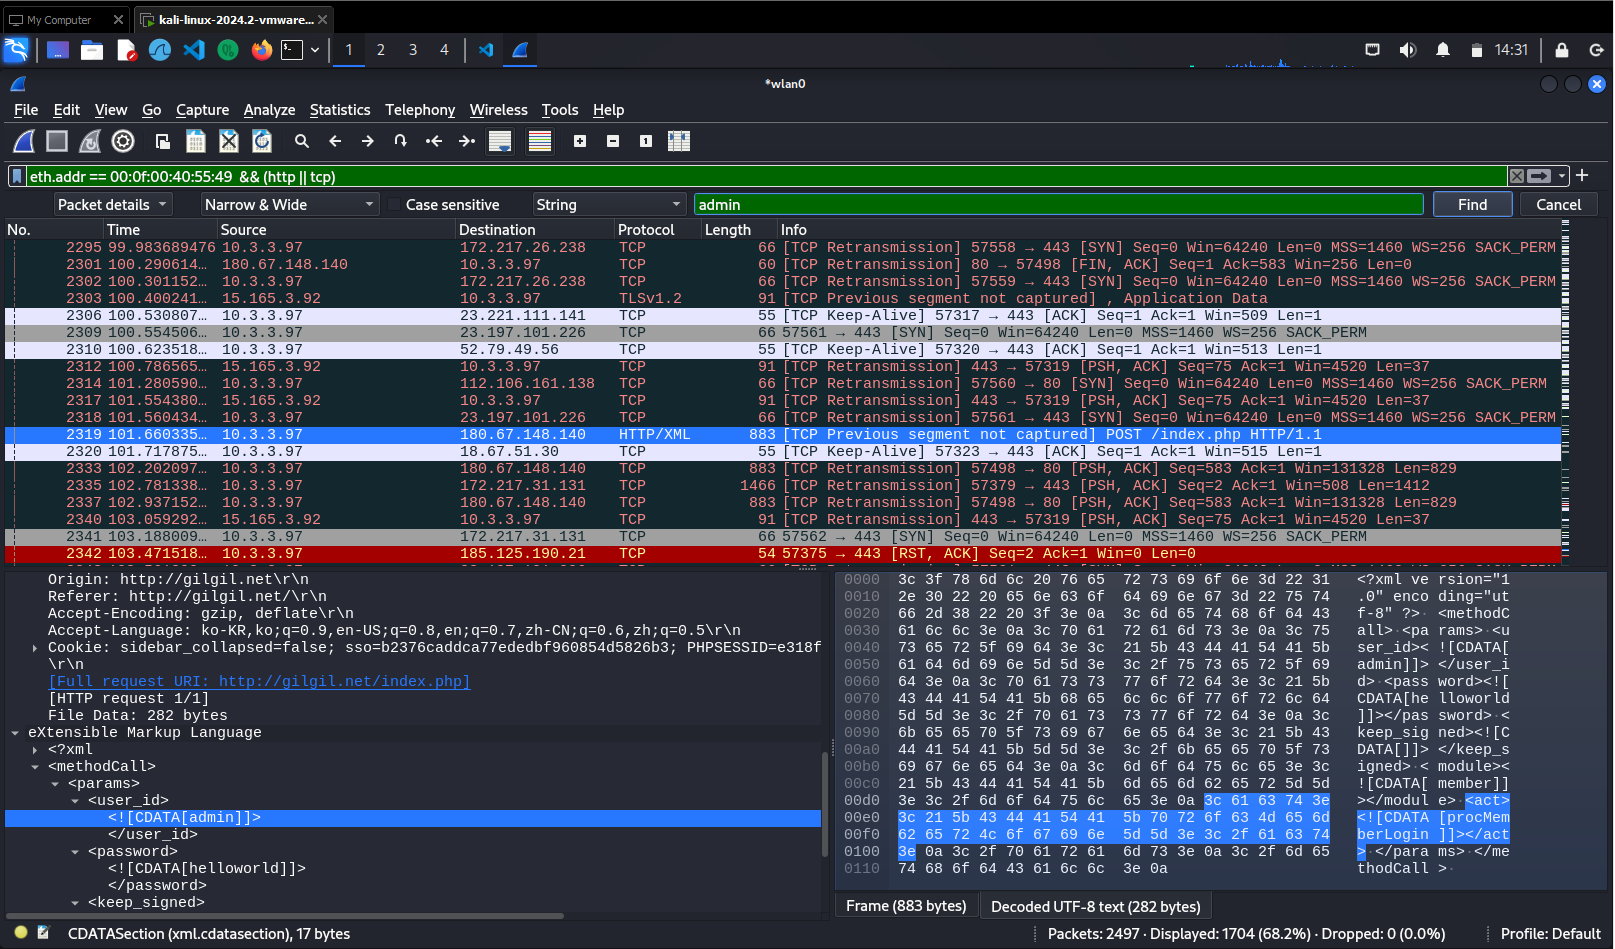 My Computer
kali-linux-2024.2-vmware...
1 2 3 4
14:31
*wlan0
File Edit View Go Capture Analyze Statistics Telephony Wireless Tools Help
eth.addr == 00:0f:00:40:55:49 && (http || tcp)
Packet details Narrow & Wide Case sensitive String admin Find Cancel
No. Time Source Destination Protocol Length Info
2295 99.983689476 10.3.3.97 172.217.26.238 TCP 66 [TCP Retransmission] 57558 → 443 [SYN] Seq=0 Win=64240 Len=0 MSS=1460 WS=256 SACK_PERM
2301 100.290614… 180.67.148.140 10.3.3.97 TCP 60 [TCP Retransmission] 80 → 57498 [FIN, ACK] Seq=1 Ack=583 Win=256 Len=0
2302 100.301152… 10.3.3.97 172.217.26.238 TCP 66 [TCP Retransmission] 57559 → 443 [SYN] Seq=0 Win=64240 Len=0 MSS=1460 WS=256 SACK_PERM
2303 100.400241… 15.165.3.92 10.3.3.97 TLSv1.2 91 [TCP Previous segment not captured] , Application Data
2306 100.530807… 10.3.3.97 23.221.111.141 TCP 55 [TCP Keep-Alive] 57317 → 443 [ACK] Seq=1 Ack=1 Win=509 Len=1
2309 100.554506… 10.3.3.97 23.197.101.226 TCP 66 57561 → 443 [SYN] Seq=0 Win=64240 Len=0 MSS=1460 WS=256 SACK_PERM
2310 100.623518… 10.3.3.97 52.79.49.56 TCP 55 [TCP Keep-Alive] 57320 → 443 [ACK] Seq=1 Ack=1 Win=513 Len=1
2312 100.786565… 15.165.3.92 10.3.3.97 TCP 91 [TCP Retransmission] 443 → 57319 [PSH, ACK] Seq=75 Ack=1 Win=4520 Len=37
2314 101.280590… 10.3.3.97 112.106.161.138 TCP 66 [TCP Retransmission] 57560 → 80 [SYN] Seq=0 Win=64240 Len=0 MSS=1460 WS=256 SACK_PERM
2317 101.554380… 15.165.3.92 10.3.3.97 TCP 91 [TCP Retransmission] 443 → 57319 [PSH, ACK] Seq=75 Ack=1 Win=4520 Len=37
2318 101.560434… 10.3.3.97 23.197.101.226 TCP 66 [TCP Retransmission] 57561 → 443 [SYN] Seq=0 Win=64240 Len=0 MSS=1460 WS=256 SACK_PERM
2319 101.660335… 10.3.3.97 180.67.148.140 HTTP/XML 883 [TCP Previous segment not captured] POST /index.php HTTP/1.1
2320 101.717875… 10.3.3.97 18.67.51.30 TCP 55 [TCP Keep-Alive] 57323 → 443 [ACK] Seq=1 Ack=1 Win=515 Len=1
2333 102.202097… 10.3.3.97 180.67.148.140 TCP 883 [TCP Retransmission] 57498 → 80 [PSH, ACK] Seq=583 Ack=1 Win=131328 Len=829
2335 102.781338… 10.3.3.97 172.217.31.131 TCP 1466 [TCP Retransmission] 57379 → 443 [ACK] Seq=2 Ack=1 Win=508 Len=1412
2337 102.937152… 10.3.3.97 180.67.148.140 TCP 883 [TCP Retransmission] 57498 → 80 [PSH, ACK] Seq=583 Ack=1 Win=131328 Len=829
2340 103.059292… 15.165.3.92 10.3.3.97 TCP 91 [TCP Retransmission] 443 → 57319 [PSH, ACK] Seq=75 Ack=1 Win=4520 Len=37
2341 103.188009… 10.3.3.97 172.217.31.131 TCP 66 57562 → 443 [SYN] Seq=0 Win=64240 Len=0 MSS=1460 WS=256 SACK_PERM
2342 103.471518… 10.3.3.97 185.125.190.21 TCP 54 57375 → 443 [RST, ACK] Seq=2 Ack=1 Win=0 Len=0
Origin: http://gilgil.net\r\n
Referer: http://gilgil.net/\r\n
Accept-Encoding: gzip, deflate\r\n
Accept-Language: ko-KR,ko;q=0.9,en-US;q=0.8,en;q=0.7,zh-CN;q=0.6,zh;q=0.5\r\n
Cookie: sidebar_collapsed=false; sso=b2376caddca77ededbf960854d5826b3; PHPSESSID=e318f
\r\n
[Full request URI: http://gilgil.net/index.php]
[HTTP request 1/1]
File Data: 282 bytes
eXtensible Markup Language
<?xml
<methodCall>
<params>
<user_id>
<![CDATA[admin]]>
</user_id>
<password>
<![CDATA[helloworld]]>
</password>
<keep_signed>
0000 3c 3f 78 6d 6c 20 76 65 72 73 69 6f 6e 3d 22 31 <?xml ve rsion="1
0010 2e 30 22 20 65 6e 63 6f 64 69 6e 67 3d 22 75 74 .0" enco ding="ut
0020 66 2d 38 22 20 3f 3e 0a 3c 6d 65 74 68 6f 64 43 f-8" ?>· <methodC
0030 61 6c 6c 3e 0a 3c 70 61 72 61 6d 73 3e 0a 3c 75 all>·<pa rams>·<u
0040 73 65 72 5f 69 64 3e 3c 21 5b 43 44 41 54 41 5b ser_id>< ![CDATA[
0050 61 64 6d 69 6e 5d 5d 3e 3c 2f 75 73 65 72 5f 69 admin]]> </user_i
0060 64 3e 0a 3c 70 61 73 73 77 6f 72 64 3e 3c 21 5b d>·<pass word><![
0070 43 44 41 54 41 5b 68 65 6c 6c 6f 77 6f 72 6c 64 CDATA[he lloworld
0080 5d 5d 3e 3c 2f 70 61 73 73 77 6f 72 64 3e 0a 3c ]]></pas sword>·<
0090 6b 65 65 70 5f 73 69 67 6e 65 64 3e 3c 21 5b 43 keep_sig ned><![C
00a0 44 41 54 41 5b 5d 5d 3e 3c 2f 6b 65 65 70 5f 73 DATA[]]> </keep_s
00b0 69 67 6e 65 64 3e 0a 3c 6d 6f 64 75 6c 65 3e 3c igned>·< module><
00c0 21 5b 43 44 41 54 41 5b 6d 65 6d 62 65 72 5d 5d ![CDATA[ member]]
00d0 3e 3c 2f 6d 6f 64 75 6c 65 3e 0a 3c 61 63 74 3e ></modul e>·<act>
00e0 3c 21 5b 43 44 41 54 41 5b 70 72 6f 63 4d 65 6d <![CDATA [procMem
00f0 62 65 72 4c 6f 67 69 6e 5d 5d 3e 3c 2f 61 63 74 berLogin ]]></act
0100 3e 0a 3c 2f 70 61 72 61 6d 73 3e 0a 3c 2f 6d 65 >·</para ms>·</me
0110 74 68 6f 64 43 61 6c 6c 3e 0a thodCall >·
Frame (883 bytes) Decoded UTF-8 text (282 bytes)
CDATASection (xml.cdatasection), 17 bytes
Packets: 2497 · Displayed: 1704 (68.2%) · Dropped: 0 (0.0%)
Profile: Default